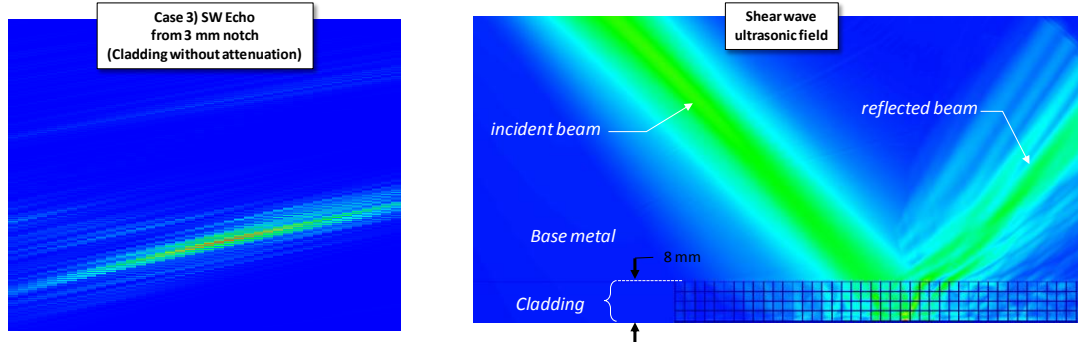 Case 3) SW Echo
from 3 mm notch
(Cladding without attenuation)
Shear wave
ultrasonic field
incident beam
reflected beam
Base metal
8 mm
Cladding